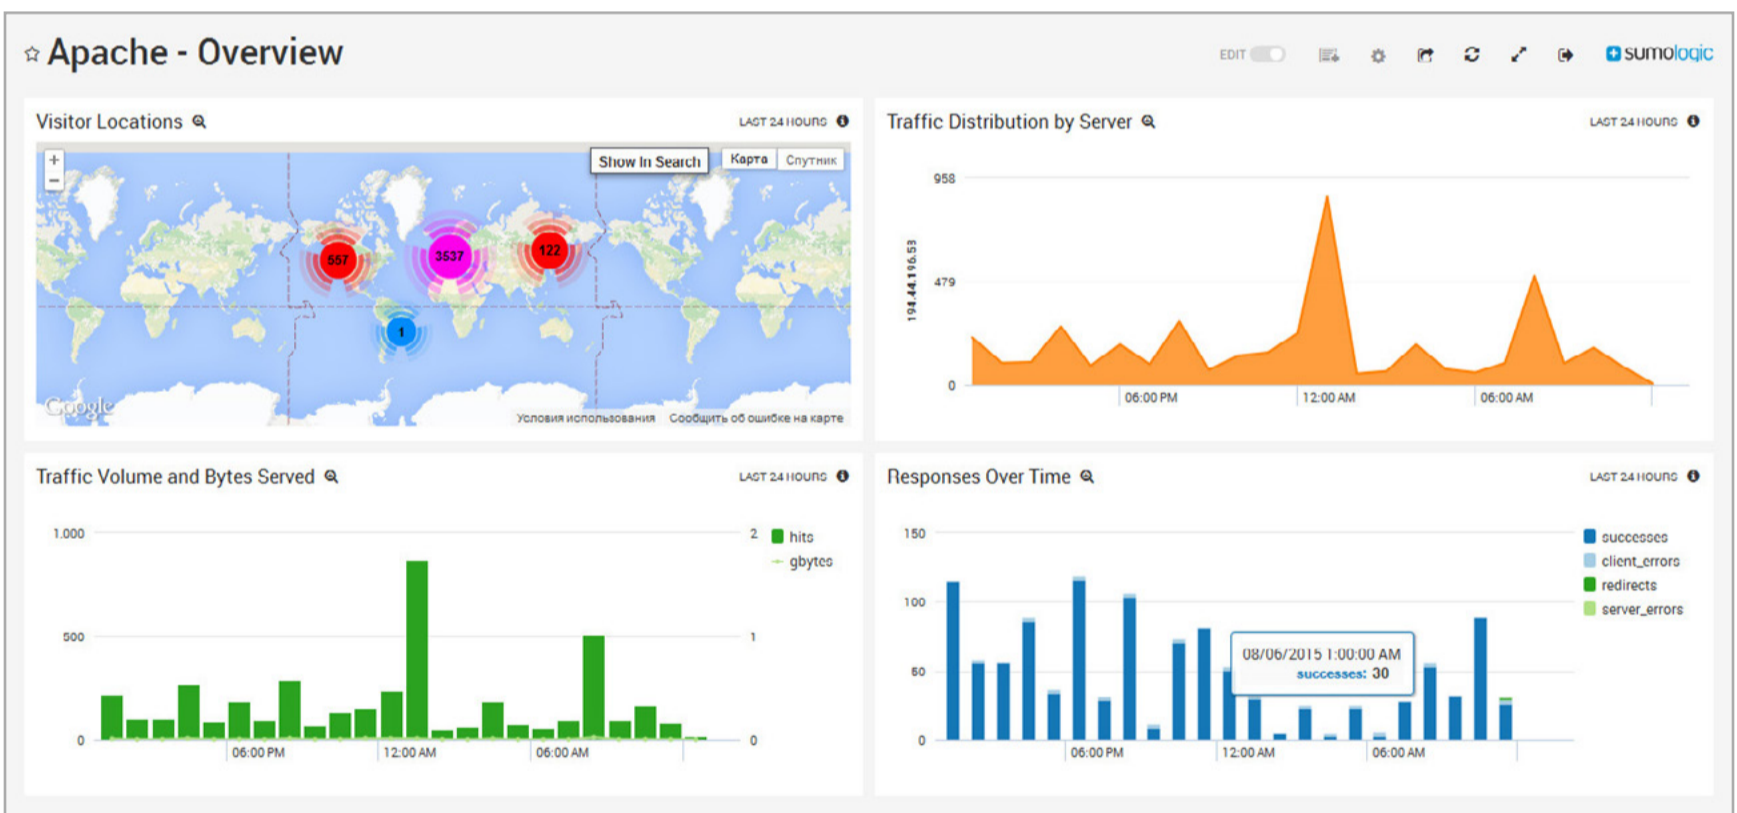 Apache - Overview
EDIT
sumologic
Visitor Locations
LAST 24 HOURS
+
−
Show In Search
Карта
Спутник
557
3537
122
1
Google
Условия использования
Сообщить об ошибке на карте
Traffic Distribution by Server
LAST 24 HOURS
194.44.196.53
958
479
0
06:00 PM
12:00 AM
06:00 AM
Traffic Volume and Bytes Served
LAST 24 HOURS
1.000
500
0
2
1
0
hits
gbytes
06:00 PM
12:00 AM
06:00 AM
Responses Over Time
LAST 24 HOURS
150
100
50
0
successes
client_errors
redirects
server_errors
08/06/2015 1:00:00 AM
successes: 30
06:00 PM
12:00 AM
06:00 AM